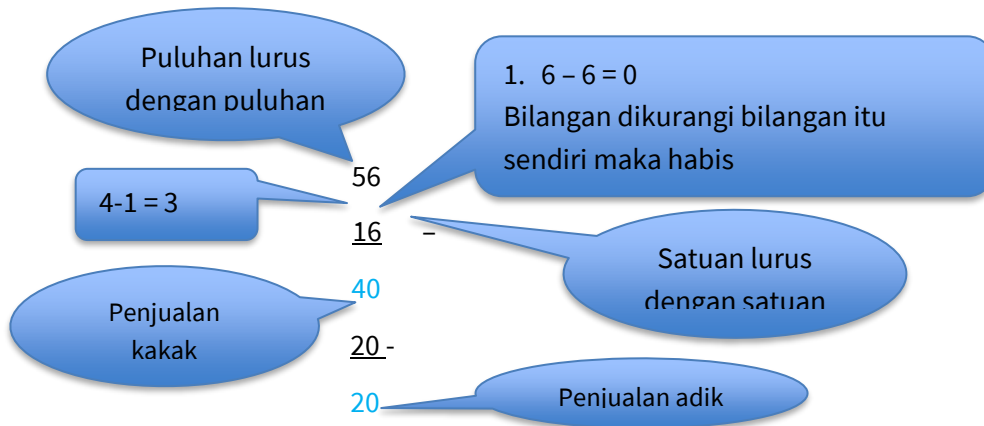 Puluhan lurus
dengan puluhan
1. 6 – 6 = 0
Bilangan dikurangi bilangan itu
sendiri maka habis
56
4-1 = 3
16 –
Satuan lurus
dengan satuan
40
Penjualan
kakak
20 -
20
Penjualan adik